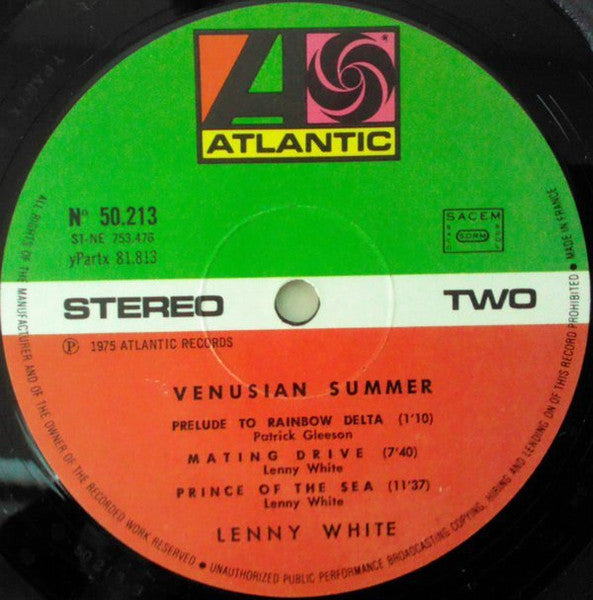 ATLANTIC
Nº 50.213
ST-NE 753.476
yPartx 81.813
SACEM
SDRM
STEREO
TWO
℗ 1975 ATLANTIC RECORDS
VENUSIAN SUMMER
PRELUDE TO RAINBOW DELTA (1'10)
Patrick Gleeson
MATING DRIVE (7'40)
Lenny White
PRINCE OF THE SEA (11'37)
Lenny White
LENNY WHITE
ALL RIGHTS OF THE MANUFACTURER AND OF THE OWNER OF THE RECORDED WORK RESERVED ● UNAUTHORIZED PUBLIC PERFORMANCE BROADCASTING COPYING, HIRING AND LENDING ON OF THIS RECORD PROHIBITED ● MADE IN FRANCE